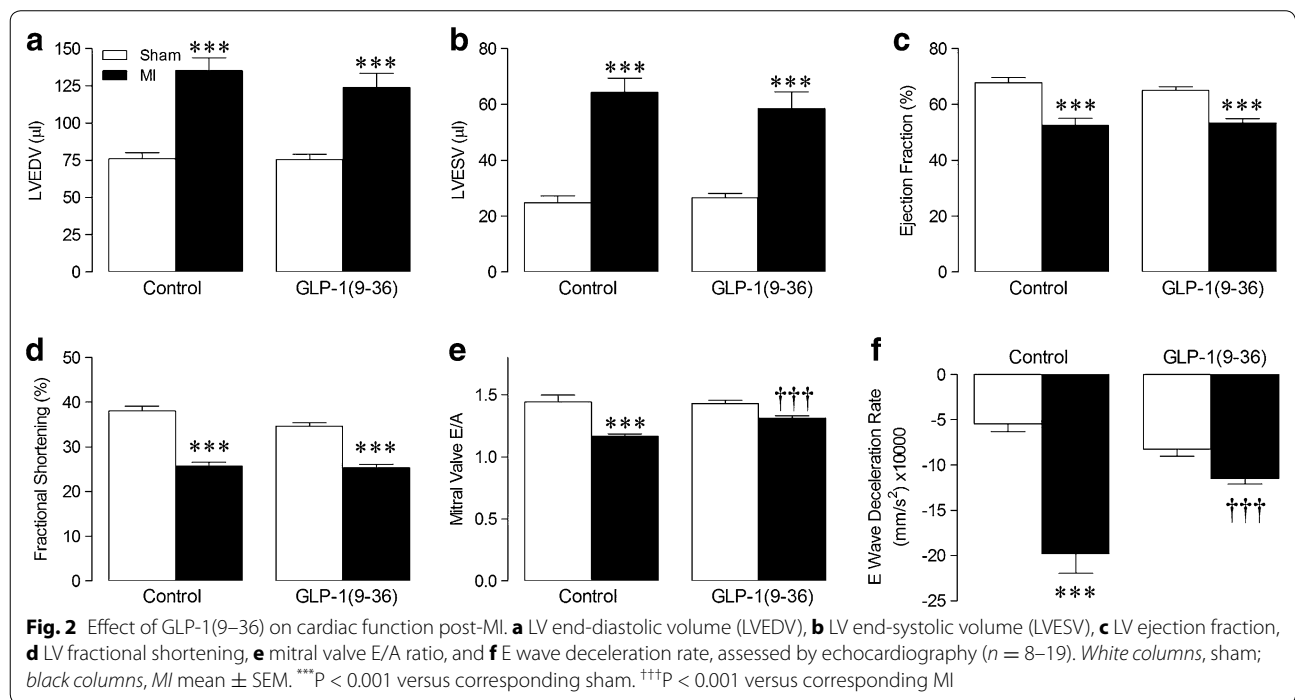 a
150
125
100
75
50
25
0
LVEDV (µl)
Sham
MI
***
***
Control
GLP-1(9-36)
b
80
60
40
20
0
LVESV (µl)
***
***
Control
GLP-1(9-36)
c
80
60
40
20
0
Ejection Fraction (%)
***
***
Control
GLP-1(9-36)
d
50
40
30
20
10
0
Fractional Shortening (%)
***
***
Control
GLP-1(9-36)
e
1.5
1.0
0.5
0.0
Mitral Valve E/A
***
†††
Control
GLP-1(9-36)
f
Control
GLP-1(9-36)
0
-5
-10
-15
-20
-25
E Wave Deceleration Rate
(mm/s²) x10000
***
†††
Fig. 2 Effect of GLP-1(9–36) on cardiac function post-MI. a LV end-diastolic volume (LVEDV), b LV end-systolic volume (LVESV), c LV ejection fraction,
d LV fractional shortening, e mitral valve E/A ratio, and f E wave deceleration rate, assessed by echocardiography (n = 8–19). White columns, sham;
black columns, MI mean ± SEM. ***P < 0.001 versus corresponding sham. †††P < 0.001 versus corresponding MI